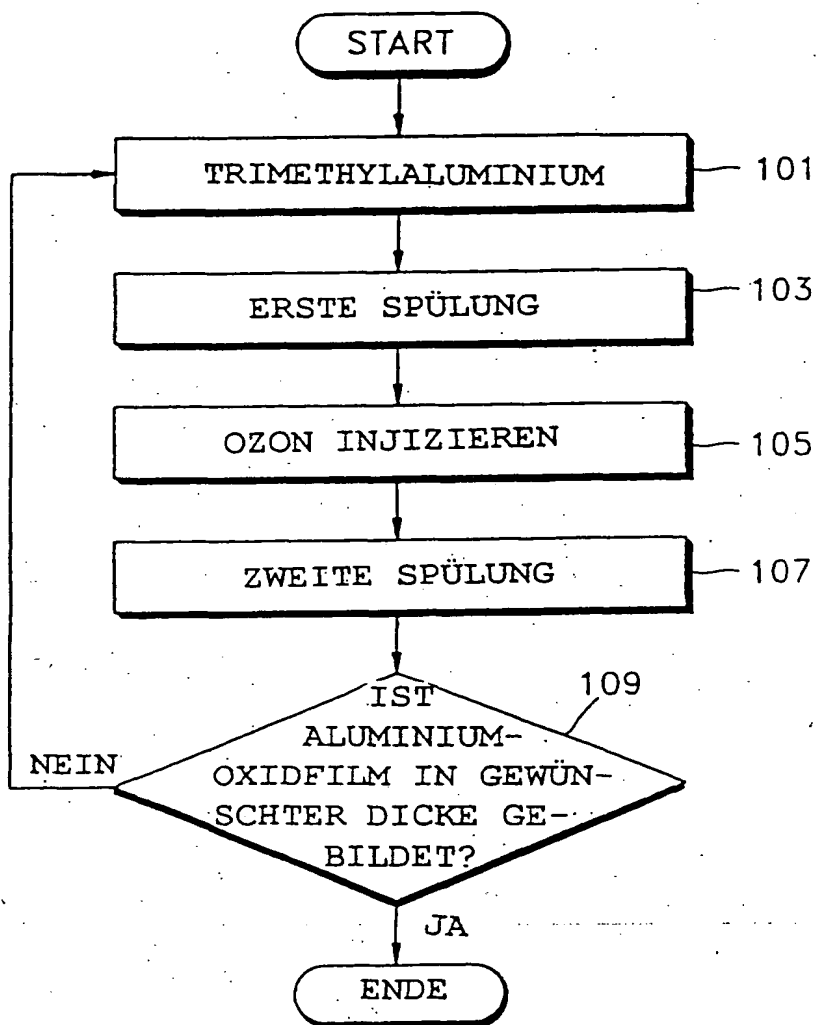 START
TRIMETHYLALUMINIUM
101
ERSTE SPÜLUNG
103
OZON INJIZIEREN
105
ZWEITE SPÜLUNG
107
109
IST
ALUMINIUM-
OXIDFILM IN GEWÜN-
SCHTER DICKE GE-
BILDET?
NEIN
JA
ENDE